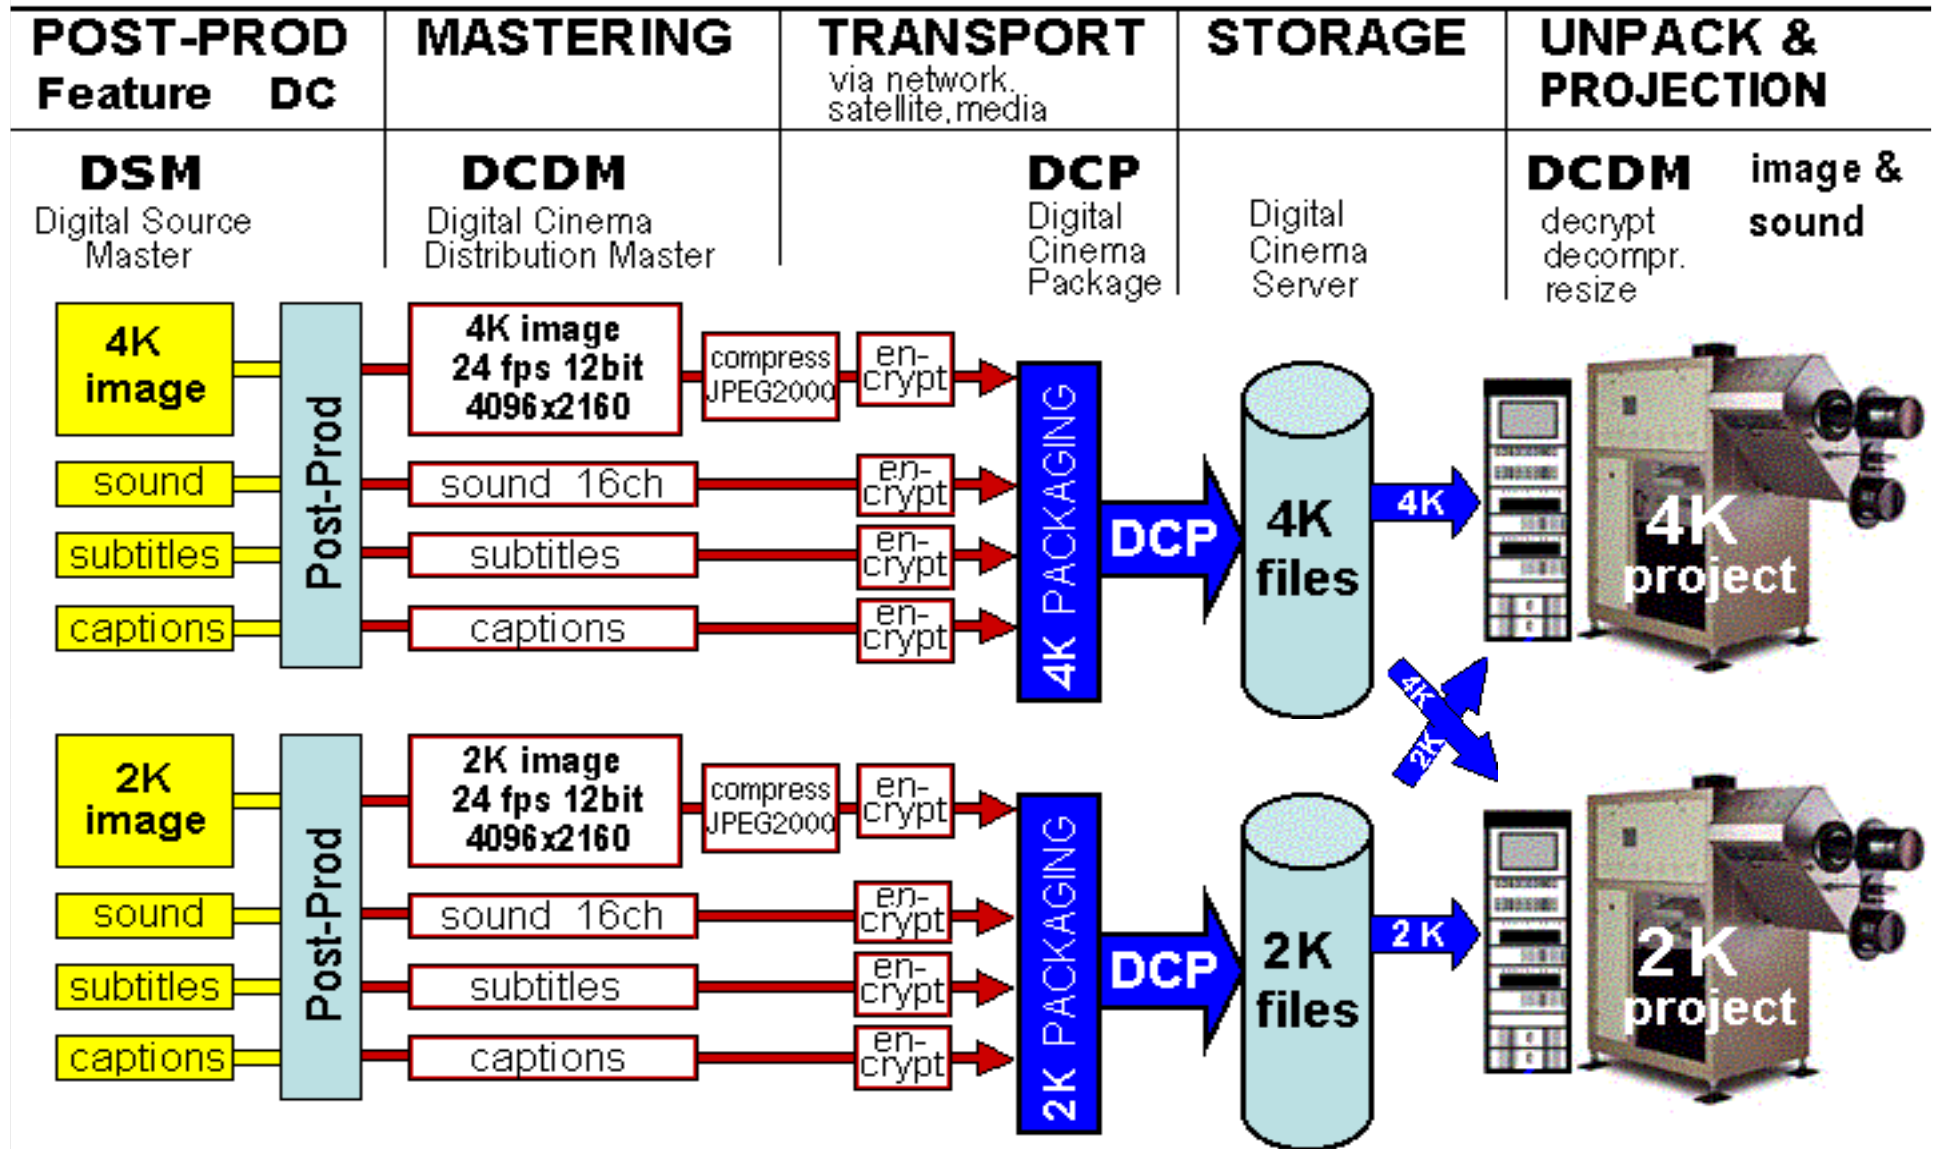 POST-PROD
Feature DC
MASTERING
TRANSPORT
via network.
satellite,media
STORAGE
UNPACK &
PROJECTION
DSM
Digital Source
Master
DCDM
Digital Cinema
Distribution Master
DCP
Digital
Cinema
Package
Digital
Cinema
Server
DCDM
decrypt
decompr.
resize
image &
sound
4K
image
sound
subtitles
captions
Post-Prod
4K image
24 fps 12bit
4096x2160
compress
JPEG2000
en-
crypt
sound 16ch
en-
crypt
subtitles
en-
crypt
captions
en-
crypt
4K PACKAGING
DCP
4K
files
4K
4K
project
4K
2K
2K
image
sound
subtitles
captions
Post-Prod
2K image
24 fps 12bit
4096x2160
compress
JPEG2000
en-
crypt
sound 16ch
en-
crypt
subtitles
en-
crypt
captions
en-
crypt
2K PACKAGING
DCP
2K
files
2K
2K
project